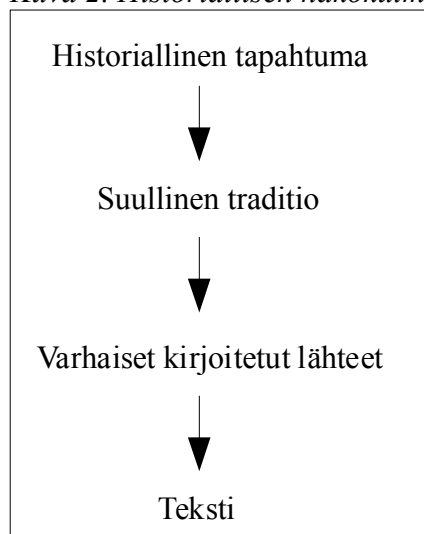 Historiallinen tapahtuma
Suullinen traditio
Varhaiset kirjoitetut lähteet
Teksti